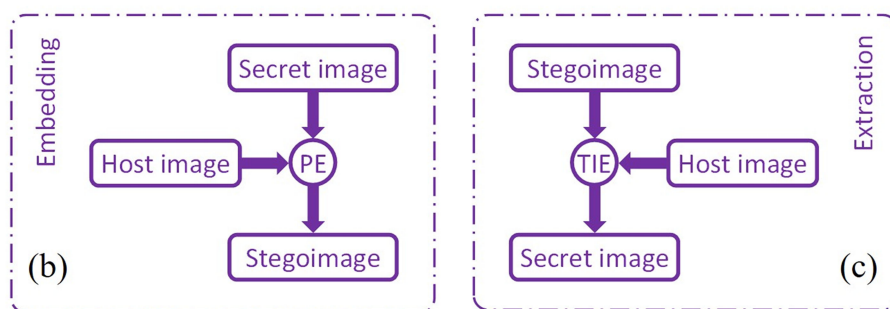 Embedding
Secret image
Host image
PE
Stegoimage
(b)
Extraction
Stegoimage
TIE
Host image
Secret image
(c)